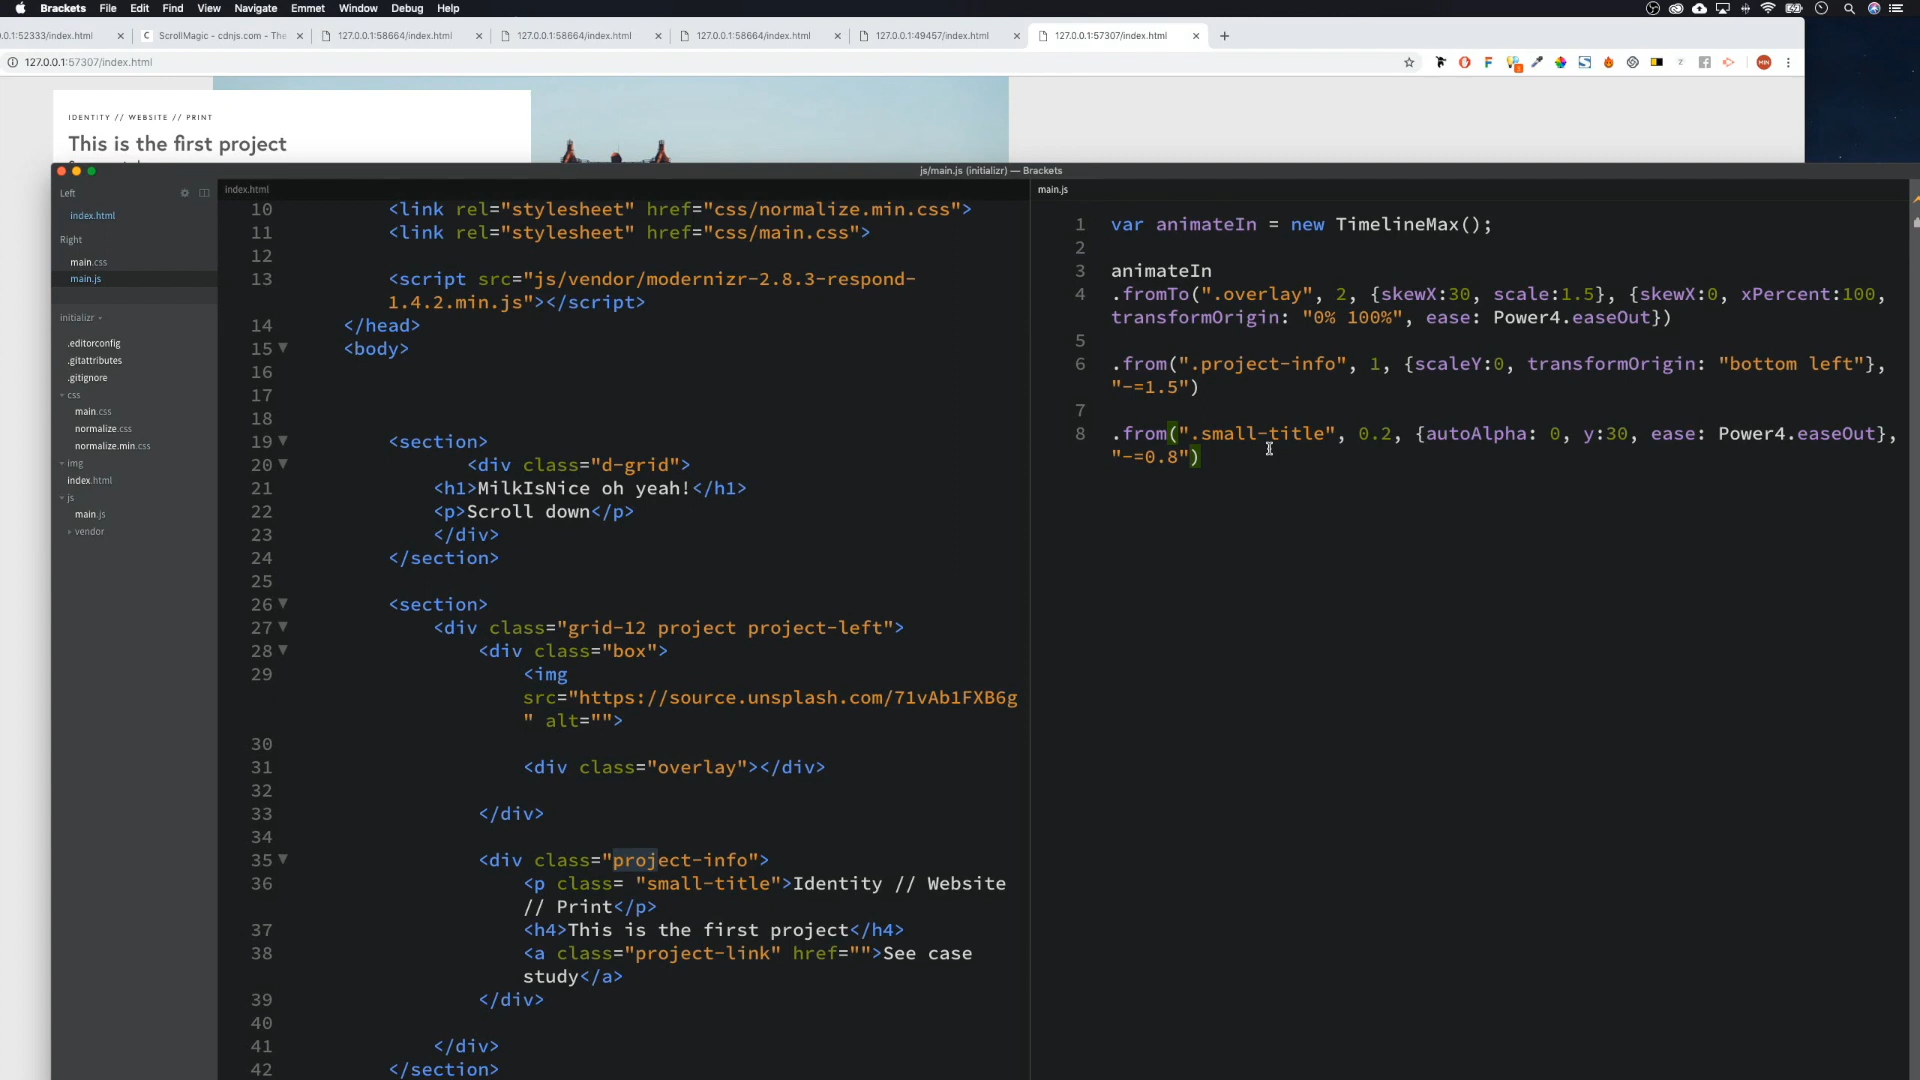 Brackets File Edit Find View Navigate Emmet Window Debug Help
0.1:52333/index.html ScrollMagic - cdnjs.com - The 127.0.0.1:58664/index.html 127.0.0.1:58664/index.html 127.0.0.1:58664/index.html 127.0.0.1:49457/index.html 127.0.0.1:57307/index.html
127.0.0.1:57307/index.html
IDENTITY // WEBSITE // PRINT
This is the first project
js/main.js (initializr) — Brackets
Left
index.html
Right
main.css
main.js
initializr
.editorconfig
.gitattributes
.gitignore
css
main.css
normalize.css
normalize.min.css
img
index.html
js
main.js
vendor
index.html
10 <link rel="stylesheet" href="css/normalize.min.css">
11 <link rel="stylesheet" href="css/main.css">
12
13 <script src="js/vendor/modernizr-2.8.3-respond-
1.4.2.min.js"></script>
14 </head>
15 <body>
16
17
18
19 <section>
20 <div class="d-grid">
21 <h1>MilkIsNice oh yeah!</h1>
22 <p>Scroll down</p>
23 </div>
24 </section>
25
26 <section>
27 <div class="grid-12 project project-left">
28 <div class="box">
29 <img
src="https://source.unsplash.com/71vAb1FXB6g
" alt="">
30
31 <div class="overlay"></div>
32
33 </div>
34
35 <div class="project-info">
36 <p class= "small-title">Identity // Website
// Print</p>
37 <h4>This is the first project</h4>
38 <a class="project-link" href="">See case
study</a>
39 </div>
40
41 </div>
42 </section>
main.js
1 var animateIn = new TimelineMax();
2
3 animateIn
4 .fromTo(".overlay", 2, {skewX:30, scale:1.5}, {skewX:0, xPercent:100,
transformOrigin: "0% 100%", ease: Power4.easeOut})
5
6 .from(".project-info", 1, {scaleY:0, transformOrigin: "bottom left"},
"-=1.5")
7
8 .from(".small-title", 0.2, {autoAlpha: 0, y:30, ease: Power4.easeOut},
"-=0.8")